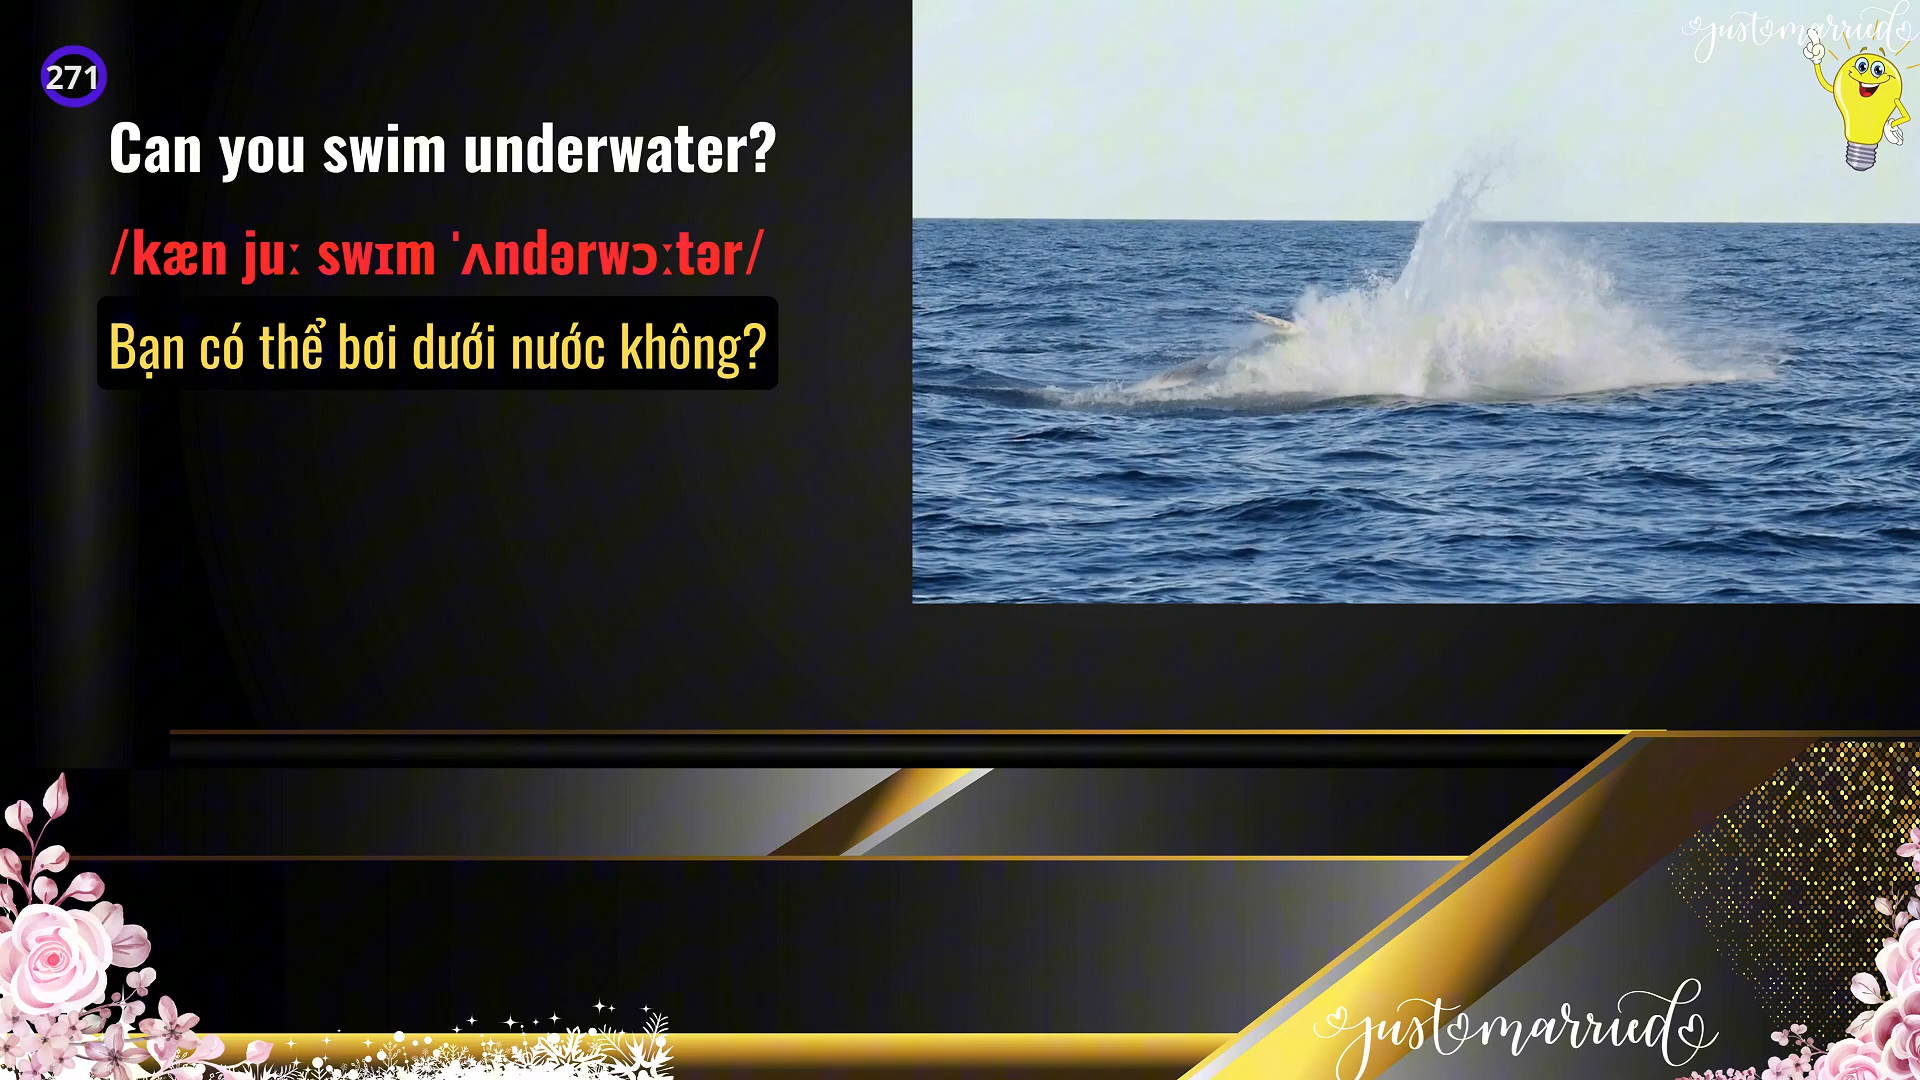 justmarried
271
Can you swim underwater?
/kæn juː swɪm ˈʌndərwɔːtər/
Bạn có thể bơi dưới nước không?
justmarried